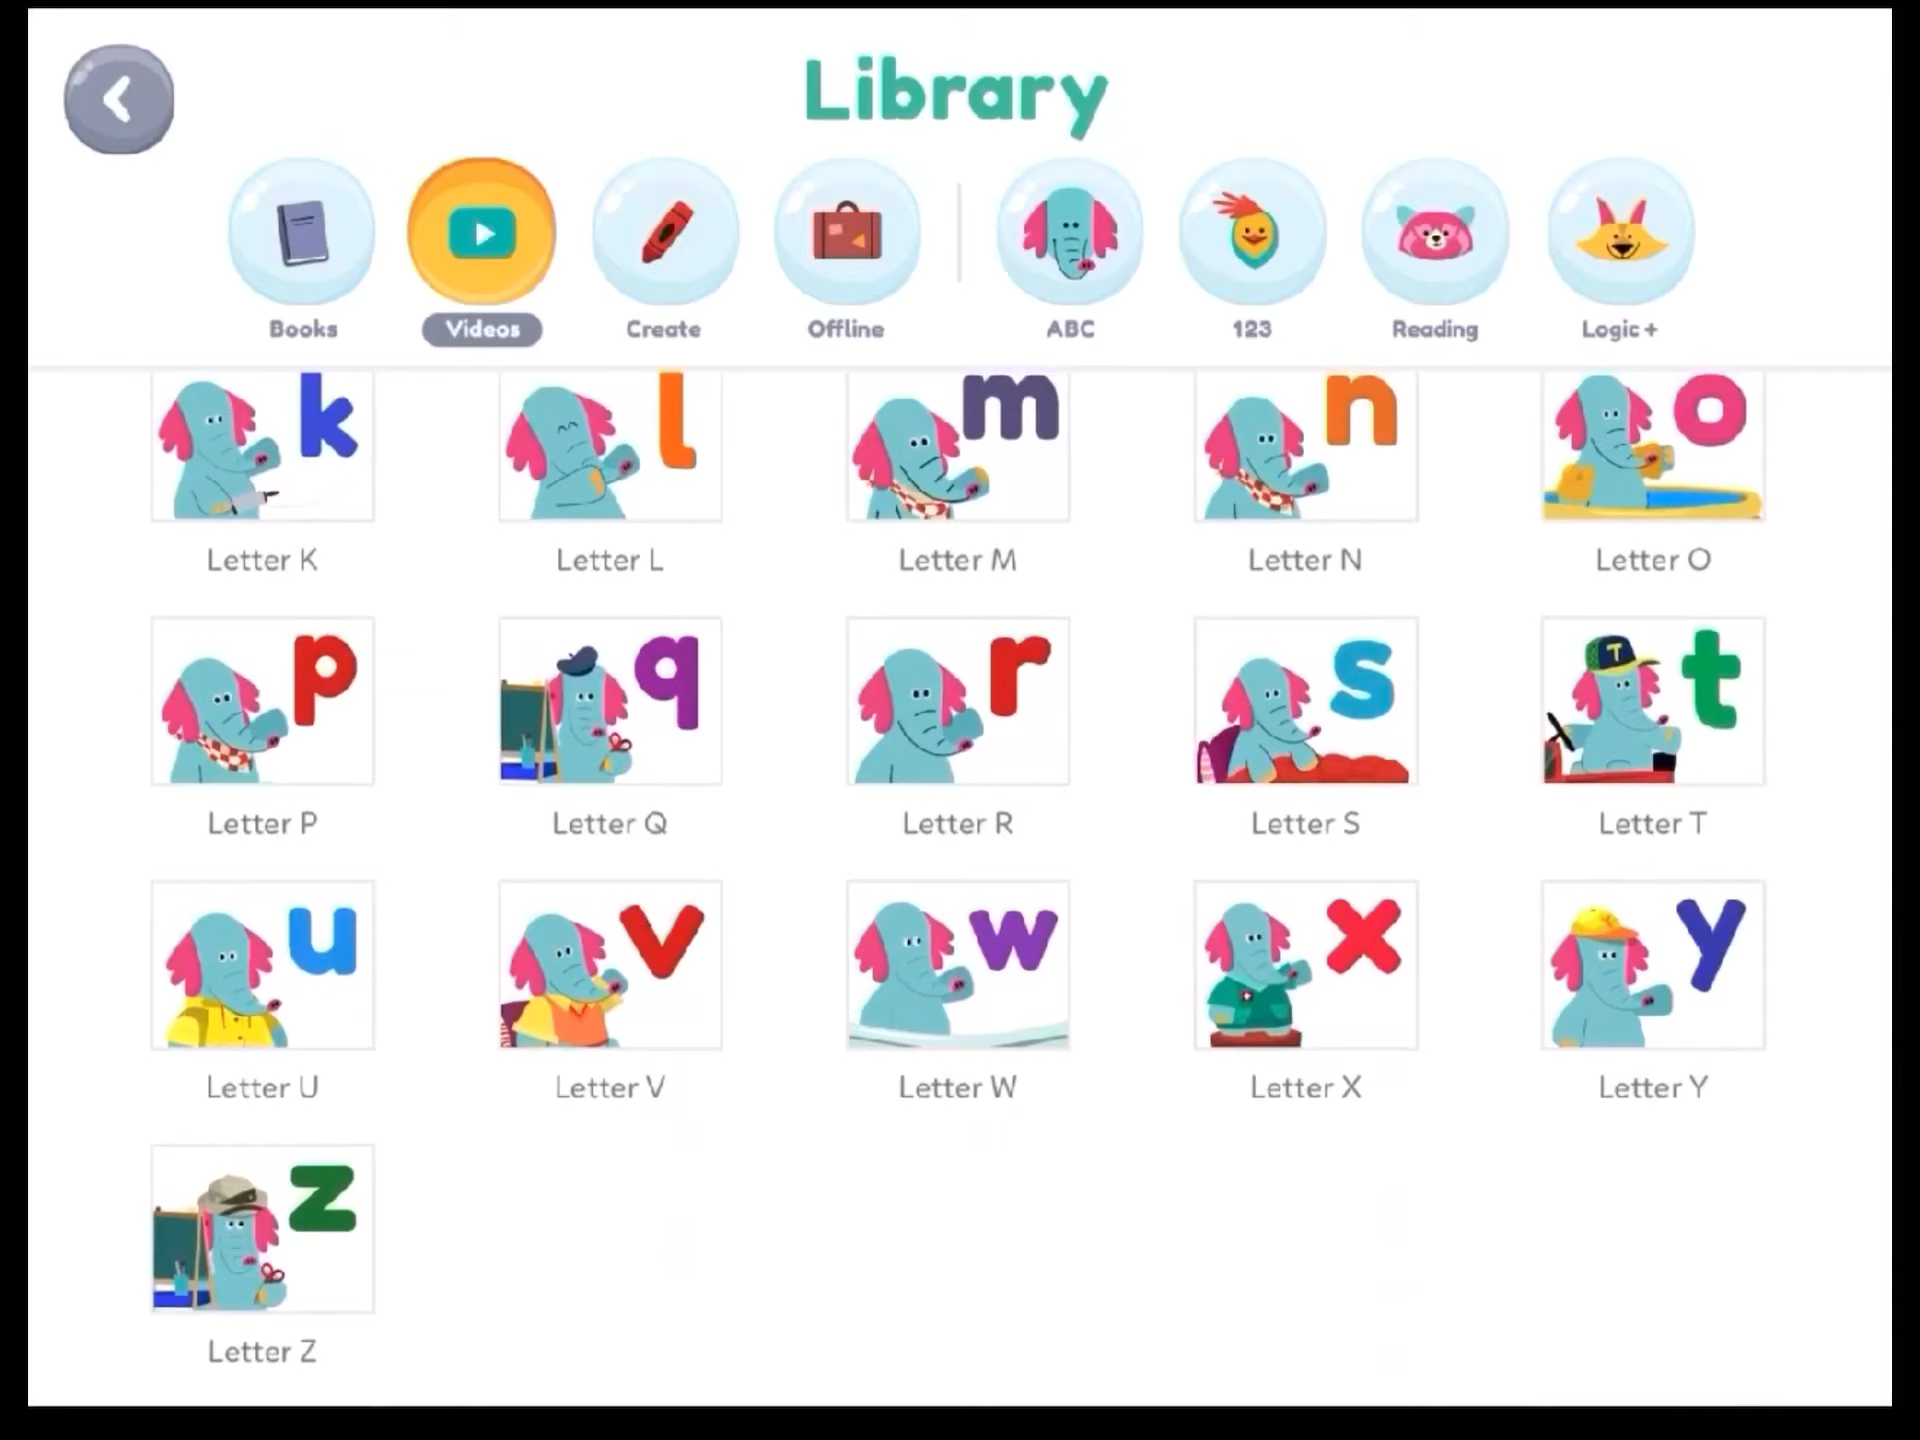 Library
Books Videos Create Offline ABC 123 Reading Logic+
k l m n o
Letter K Letter L Letter M Letter N Letter O
p q r s T t
Letter P Letter Q Letter R Letter S Letter T
u v w x y
Letter U Letter V Letter W Letter X Letter Y
z
Letter Z